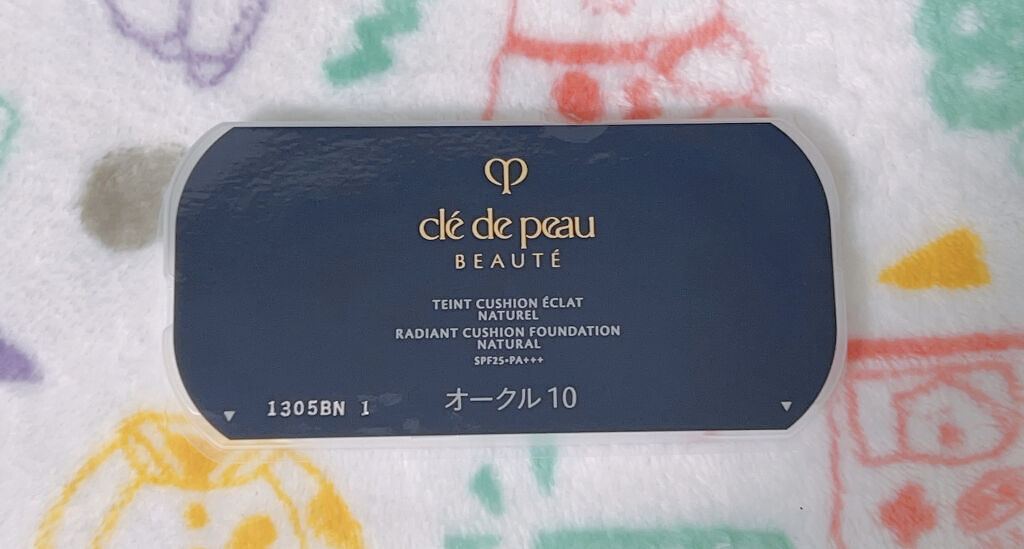 clé de peau
BEAUTÉ
TEINT CUSHION ÉCLAT
NATUREL
RADIANT CUSHION FOUNDATION
NATURAL
SPF25・PA+++
オークル 10
1305BN 1